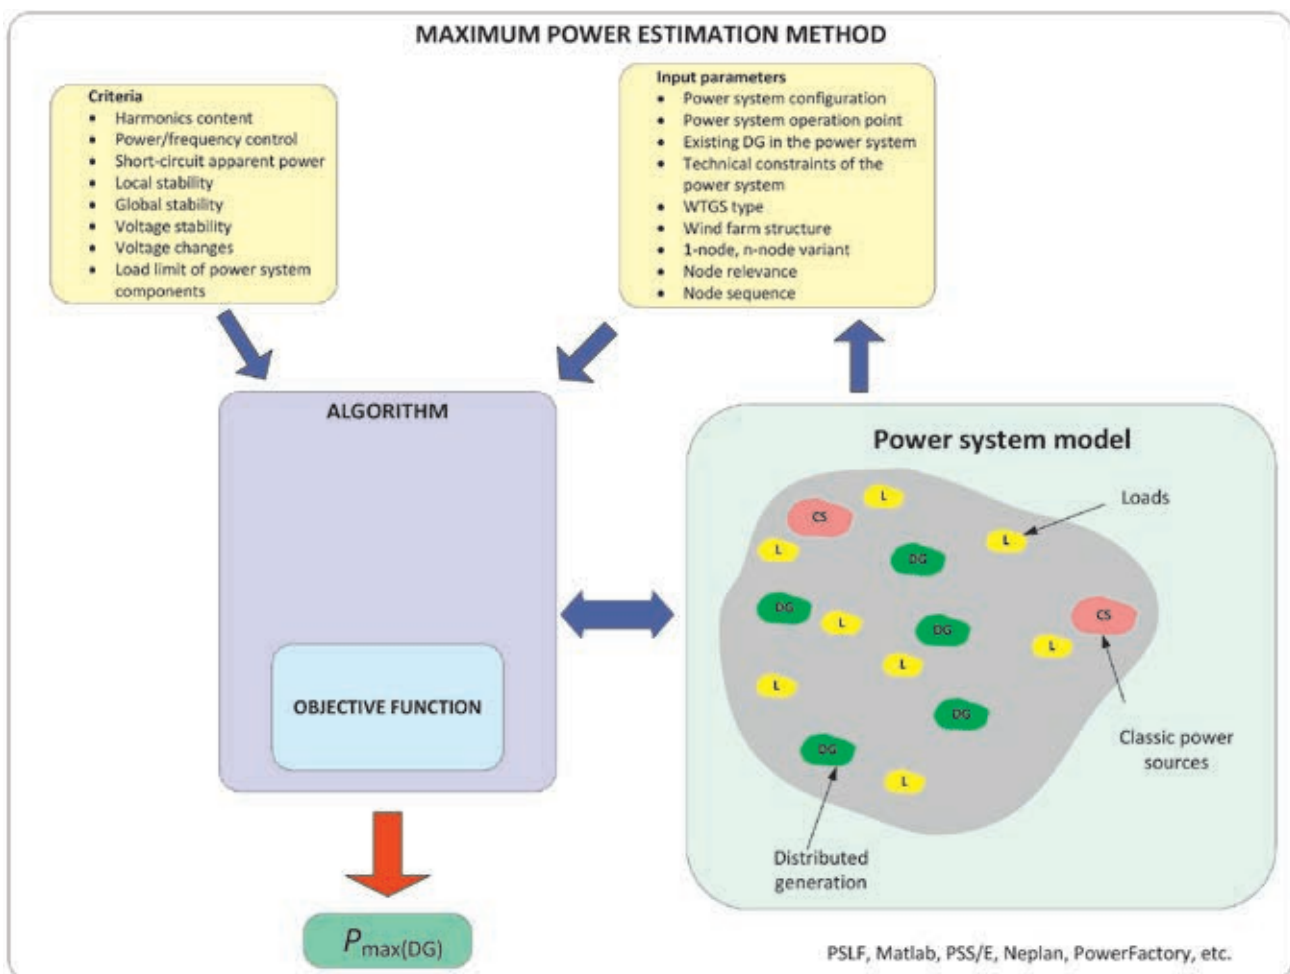 MAXIMUM POWER ESTIMATION METHOD
Criteria
• Harmonics content
• Power/frequency control
• Short-circuit apparent power
• Local stability
• Global stability
• Voltage stability
• Voltage changes
• Load limit of power system
components
Input parameters
• Power system configuration
• Power system operation point
• Existing DG in the power system
• Technical constraints of the
power system
• WTGS type
• Wind farm structure
• 1-node, n-node variant
• Node relevance
• Node sequence
ALGORITHM
OBJECTIVE FUNCTION
Pmax(DG)
Power system model
L
CS
Loads
L
L
DG
DG
CS
L
DG
L
L
L
DG
Classic power
sources
DG
L
Distributed
generation
PSLF, Matlab, PSS/E, Neplan, PowerFactory, etc.